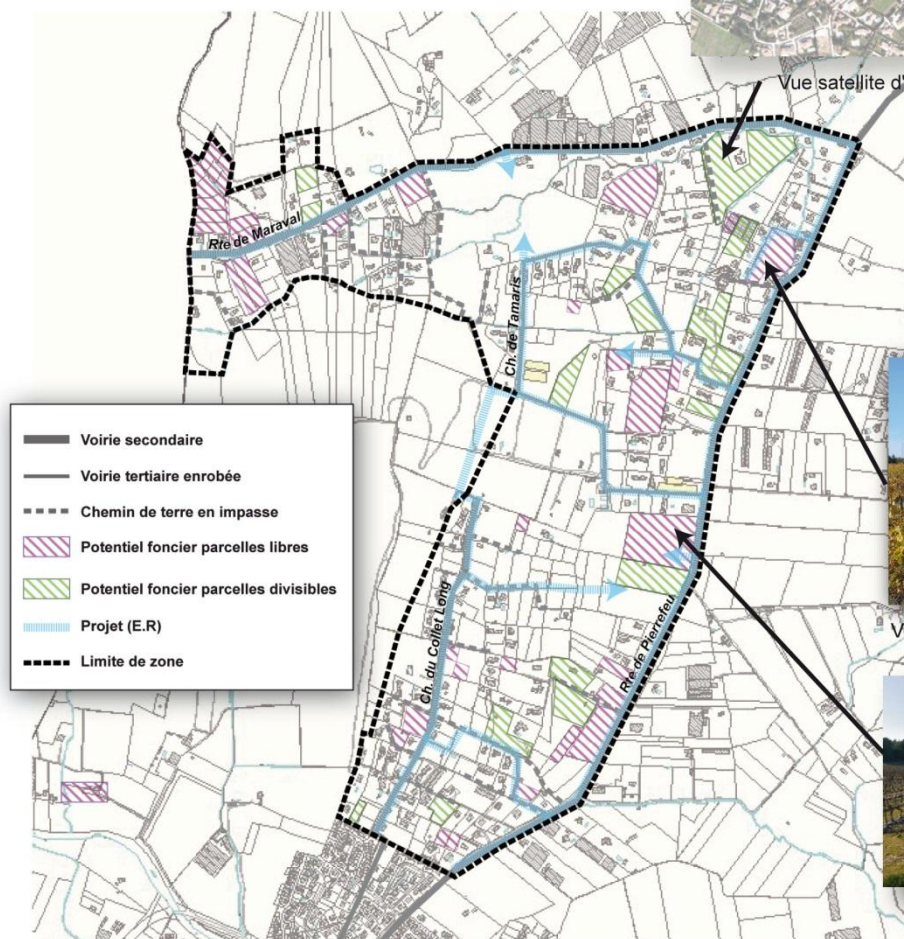 Vue satellite d'
Rte de Maraval
Ch. de Tamaris
Voirie secondaire
Voirie tertiaire enrobée
Chemin de terre en impasse
Potentiel foncier parcelles libres
Potentiel foncier parcelles divisibles
Projet (E.R)
Limite de zone
Ch. du Collet Long
Rte de Pierrefeu
V